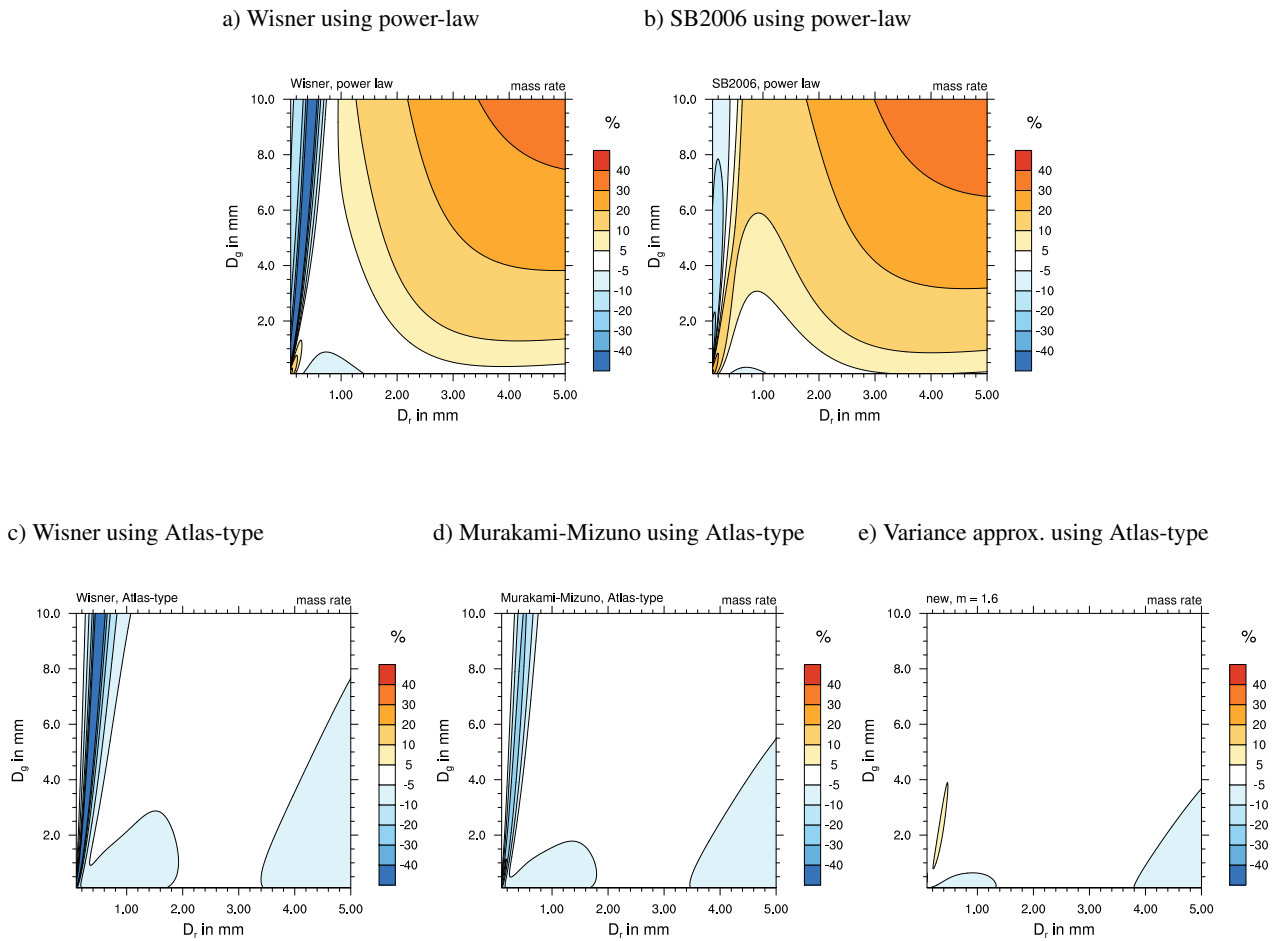 a) Wisner using power-law
b) SB2006 using power-law
Wisner, power law
mass rate
10.0
8.0
6.0
4.0
2.0
D_g in mm
1.00 2.00 3.00 4.00 5.00
D_r in mm
%
40
30
20
10
5
-5
-10
-20
-30
-40
SB2006, power law
mass rate
10.0
8.0
6.0
4.0
2.0
D_g in mm
1.00 2.00 3.00 4.00 5.00
D_r in mm
%
40
30
20
10
5
-5
-10
-20
-30
-40
c) Wisner using Atlas-type
d) Murakami-Mizuno using Atlas-type
e) Variance approx. using Atlas-type
Wisner, Atlas-type
mass rate
10.0
8.0
6.0
4.0
2.0
D_g in mm
1.00 2.00 3.00 4.00 5.00
D_r in mm
%
40
30
20
10
5
-5
-10
-20
-30
-40
Murakami-Mizuno, Atlas-type
mass rate
10.0
8.0
6.0
4.0
2.0
D_g in mm
1.00 2.00 3.00 4.00 5.00
D_r in mm
%
40
30
20
10
5
-5
-10
-20
-30
-40
new, m = 1.6
mass rate
10.0
8.0
6.0
4.0
2.0
D_g in mm
1.00 2.00 3.00 4.00 5.00
D_r in mm
%
40
30
20
10
5
-5
-10
-20
-30
-40